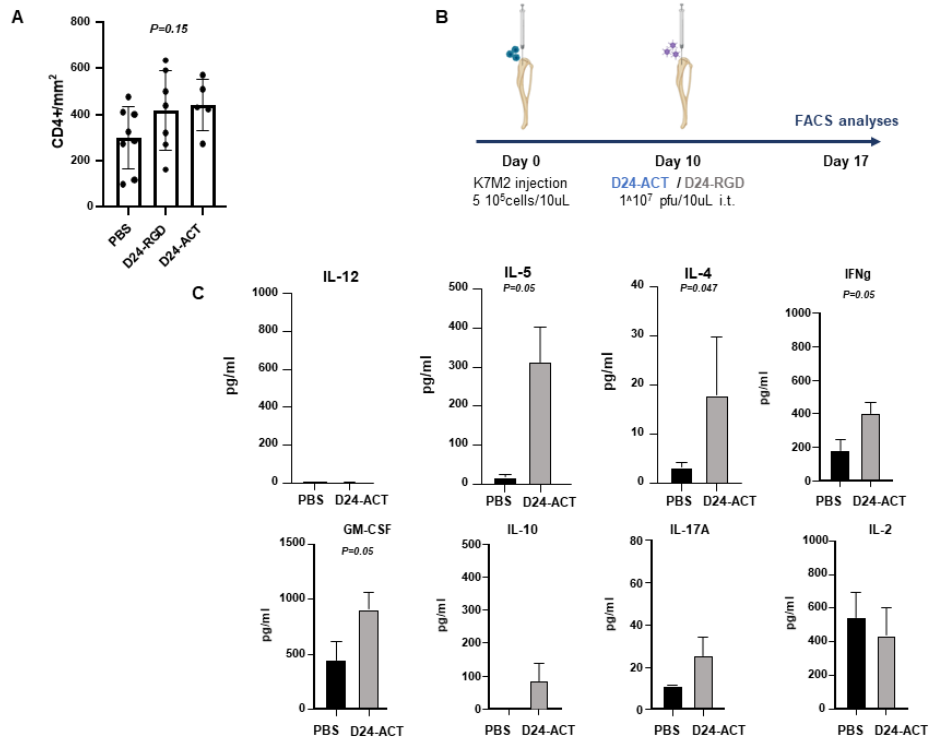 A
P=0.15
CD4+/mm²
800
600
400
200
0
PBS
D24-RGD
D24-ACT
B
FACS analyses
Day 0
Day 10
Day 17
K7M2 injection
D24-ACT / D24-RGD
5 10⁵cells/10uL
1^10⁷ pfu/10uL i.t.
C
IL-12
pg/ml
1000
800
600
400
200
0
PBS
D24-ACT
IL-5
P=0.05
pg/ml
500
400
300
200
100
0
PBS
D24-ACT
IL-4
P=0.047
pg/ml
40
30
20
10
0
PBS
D24-ACT
IFNg
P=0.05
pg/ml
1000
800
600
400
200
0
PBS
D24-ACT
GM-CSF
P=0.05
pg/ml
1500
1000
500
0
PBS
D24-ACT
IL-10
pg/ml
500
400
300
200
100
0
PBS
D24-ACT
IL-17A
pg/ml
80
60
40
20
0
PBS
D24-ACT
IL-2
pg/ml
1000
800
600
400
200
0
PBS
D24-ACT